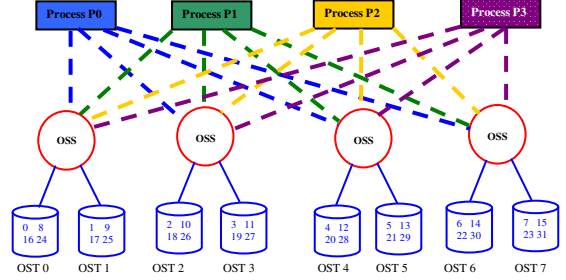 Process P0 Process P1 Process P2 Process P3
OSS OSS OSS OSS
0 8 1 9 2 10 3 11 4 12 5 13 6 14 7 15
16 24 17 25 18 26 19 27 20 28 21 29 22 30 23 31
OST 0 OST 1 OST 2 OST 3 OST 4 OST 5 OST 6 OST 7